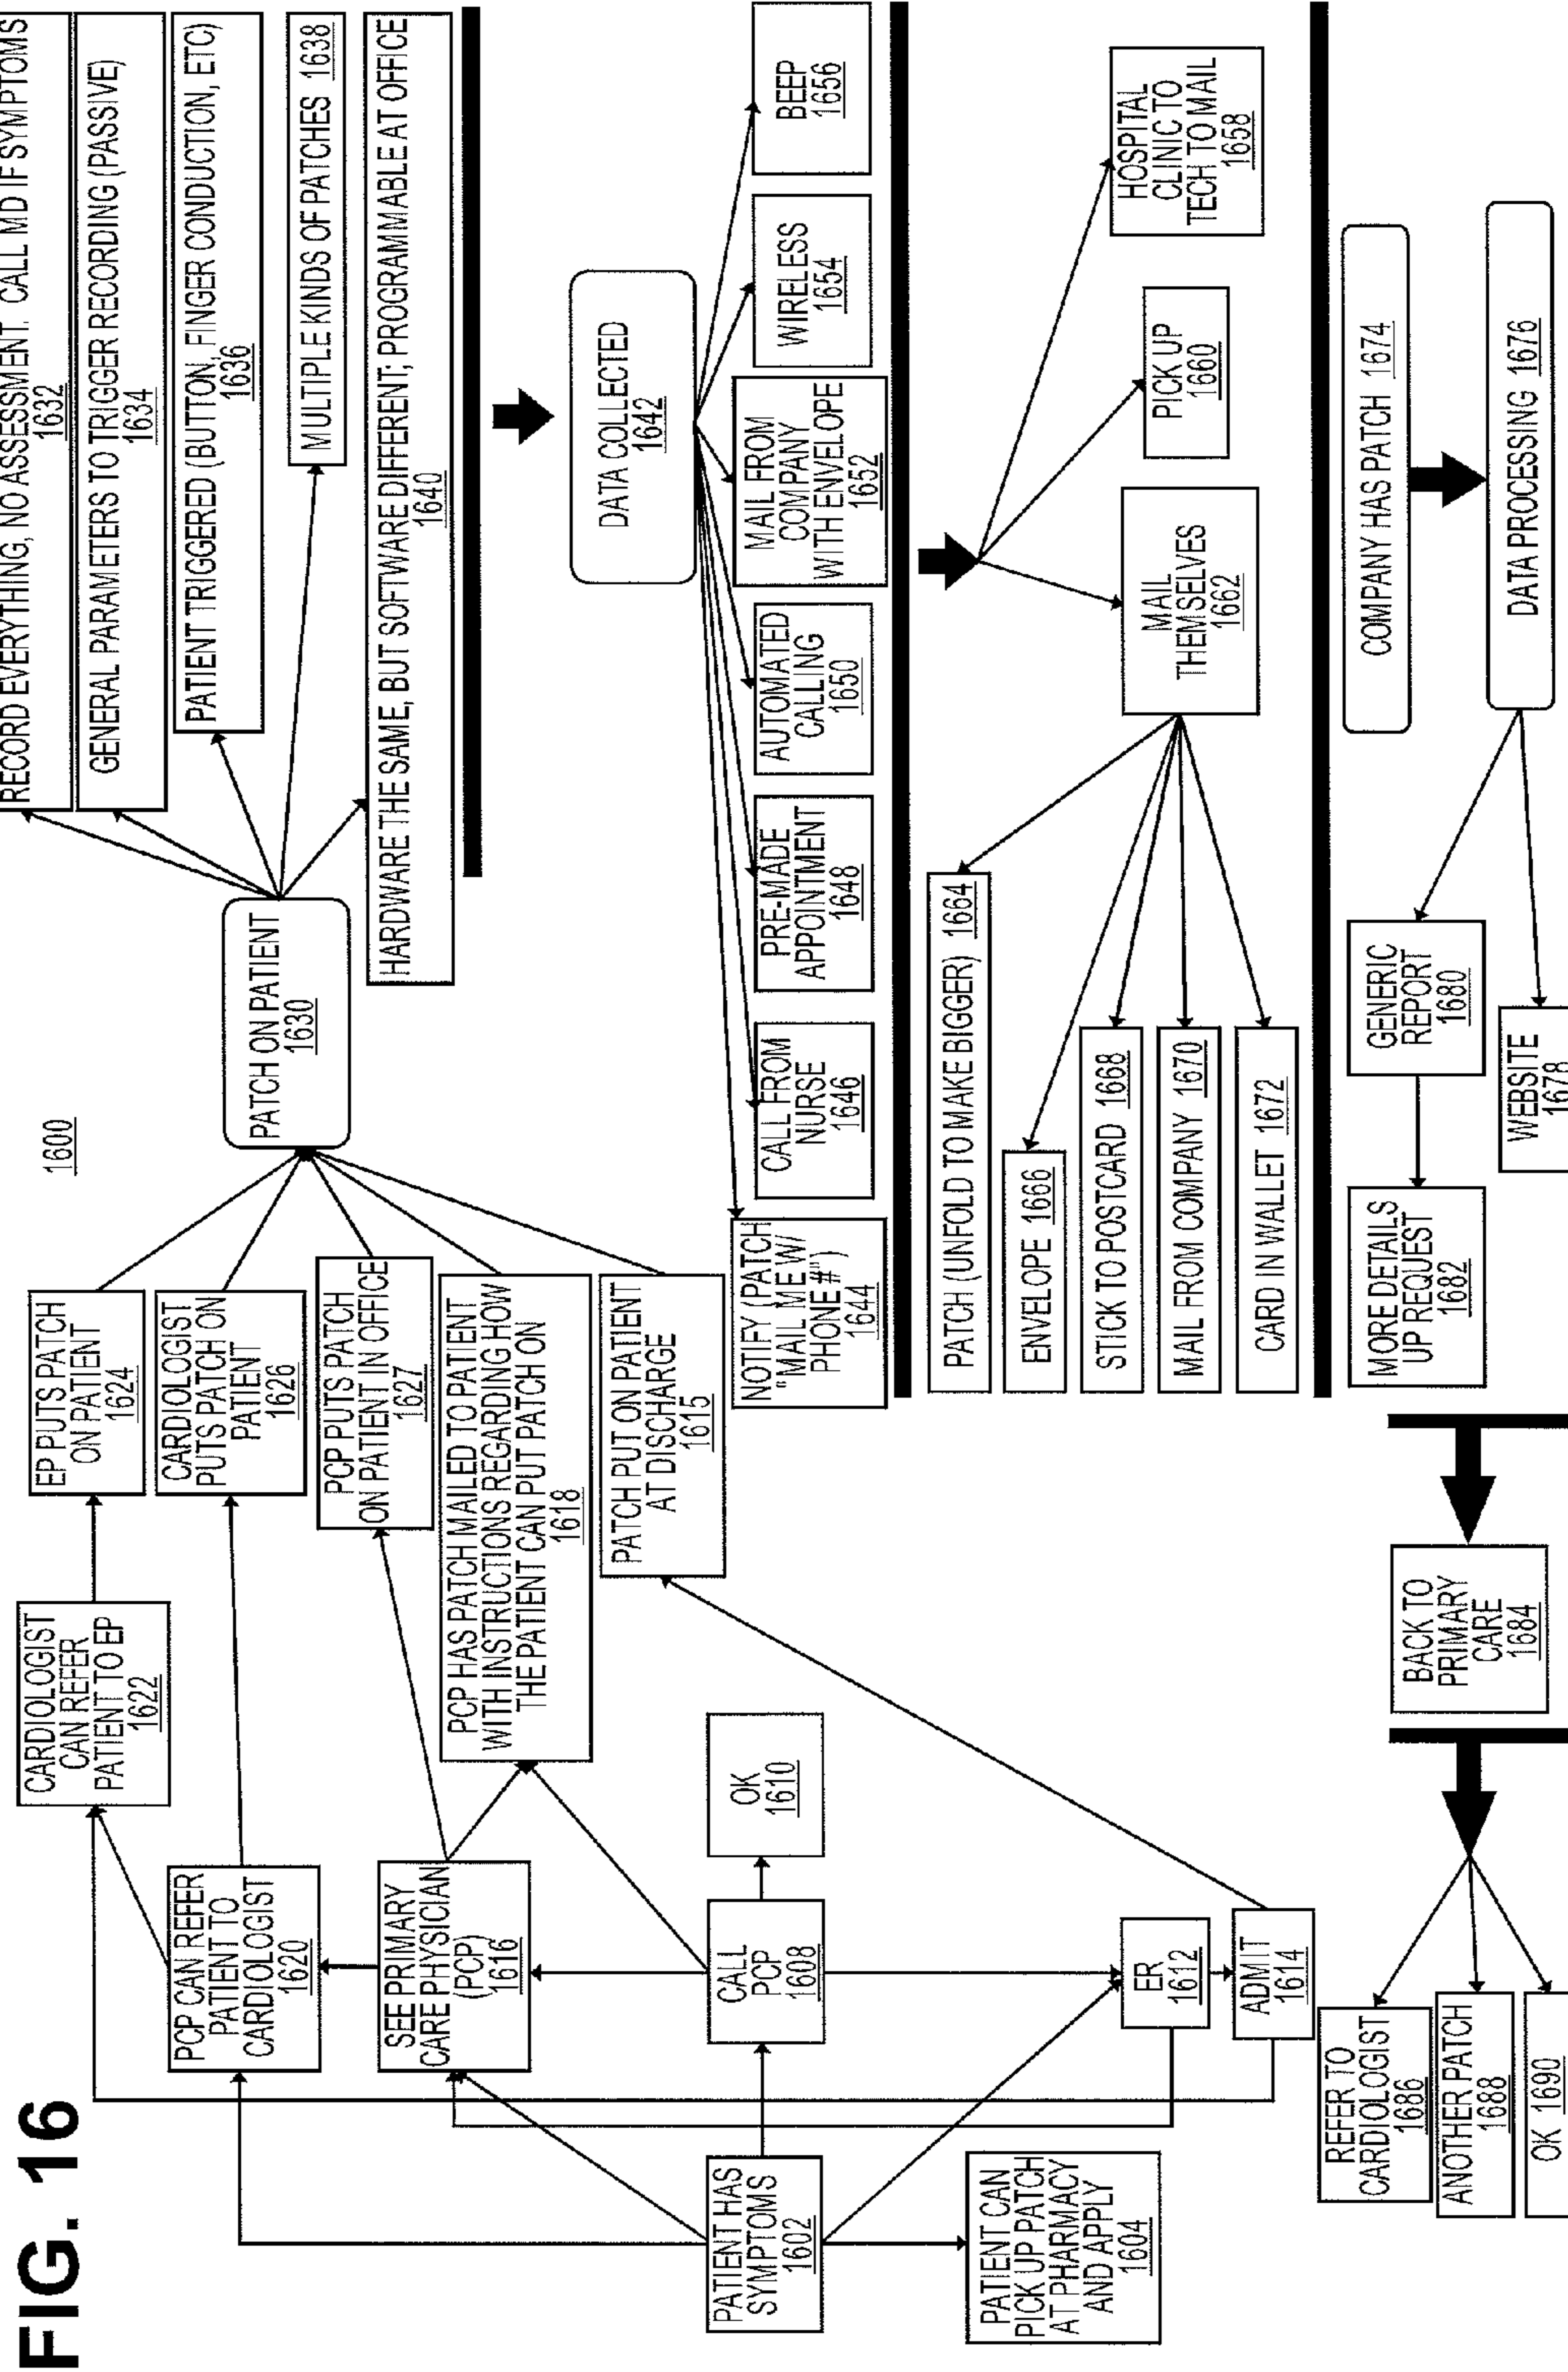 FIG. 16
1600
PATIENT HAS
SYMPTOMS
1602
PATIENT CAN
PICK UP PATCH
AT PHARMACY
AND APPLY
1604
PCP CAN REFER
PATIENT TO
CARDIOLOGIST
1620
SEE PRIMARY
CARE PHYSICIAN
(PCP)
1616
CALL
PCP
1608
OK
1610
ER
1612
ADMIT
1614
CARDIOLOGIST
CAN REFER
PATIENT TO EP
1622
EP PUTS PATCH
ON PATIENT
1624
CARDIOLOGIST
PUTS PATCH ON
PATIENT
1626
PCP PUTS PATCH
ON PATIENT IN OFFICE
1627
PCP HAS PATCH MAILED TO PATIENT
WITH INSTRUCTIONS REGARDING HOW
THE PATIENT CAN PUT PATCH ON
1618
PATCH PUT ON PATIENT
AT DISCHARGE
1615
PATCH ON PATIENT
1630
RECORD EVERYTHING, NO ASSESSMENT. CALL MD IF SYMPTOMS
1632
GENERAL PARAMETERS TO TRIGGER RECORDING (PASSIVE)
1634
PATIENT TRIGGERED (BUTTON, FINGER CONDUCTION, ETC)
1636
MULTIPLE KINDS OF PATCHES 1638
HARDWARE THE SAME, BUT SOFTWARE DIFFERENT; PROGRAMMABLE AT OFFICE
1640
DATA COLLECTED
1642
NOTIFY (PATCH
"MAIL ME W/
PHONE #")
1644
CALL FROM
NURSE
1646
PRE-MADE
APPOINTMENT
1648
AUTOMATED
CALLING
1650
MAIL FROM
COMPANY
WITH ENVELOPE
1652
WIRELESS
1654
BEEP
1656
HOSPITAL
CLINIC TO
TECH TO MAIL
1658
PICK UP
1660
MAIL
THEMSELVES
1662
PATCH (UNFOLD TO MAKE BIGGER) 1664
ENVELOPE 1666
STICK TO POSTCARD 1668
MAIL FROM COMPANY 1670
CARD IN WALLET 1672
COMPANY HAS PATCH 1674
DATA PROCESSING 1676
GENERIC
REPORT
1680
WEBSITE
1678
MORE DETAILS
UP REQUEST
1682
BACK TO
PRIMARY
CARE
1684
REFER TO
CARDIOLOGIST
1686
ANOTHER PATCH
1688
OK 1690